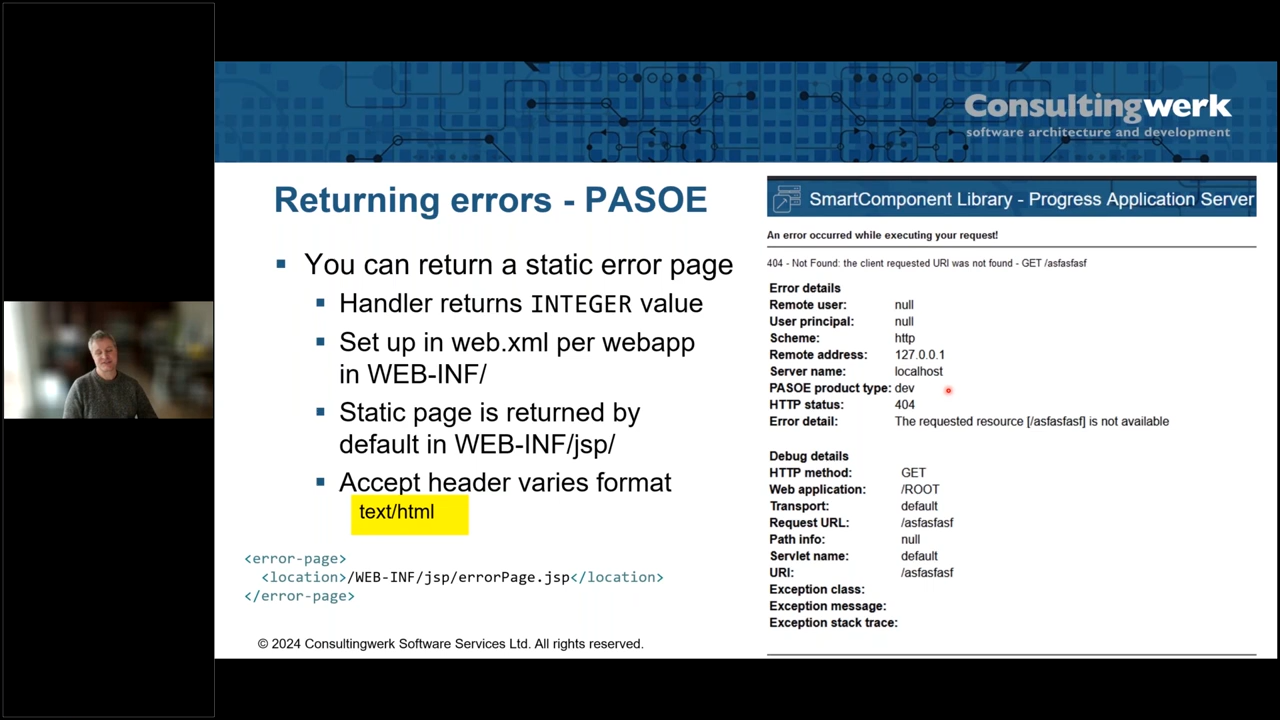 Consultingwerk
software architecture and development
Returning errors - PASOE
▪ You can return a static error page
▪ Handler returns INTEGER value
▪ Set up in web.xml per webapp
in WEB-INF/
▪ Static page is returned by
default in WEB-INF/jsp/
▪ Accept header varies format
text/html
<error-page>
<location>/WEB-INF/jsp/errorPage.jsp</location>
</error-page>
© 2024 Consultingwerk Software Services Ltd. All rights reserved.
SmartComponent Library - Progress Application Server
An error occurred while executing your request!
404 - Not Found: the client requested URI was not found - GET /asfasfasf
Error details
Remote user: null
User principal: null
Scheme: http
Remote address: 127.0.0.1
Server name: localhost
PASOE product type: dev
HTTP status: 404
Error detail: The requested resource [/asfasfasf] is not available
Debug details
HTTP method: GET
Web application: /ROOT
Transport: default
Request URL: /asfasfasf
Path info: null
Servlet name: default
URI: /asfasfasf
Exception class:
Exception message:
Exception stack trace: